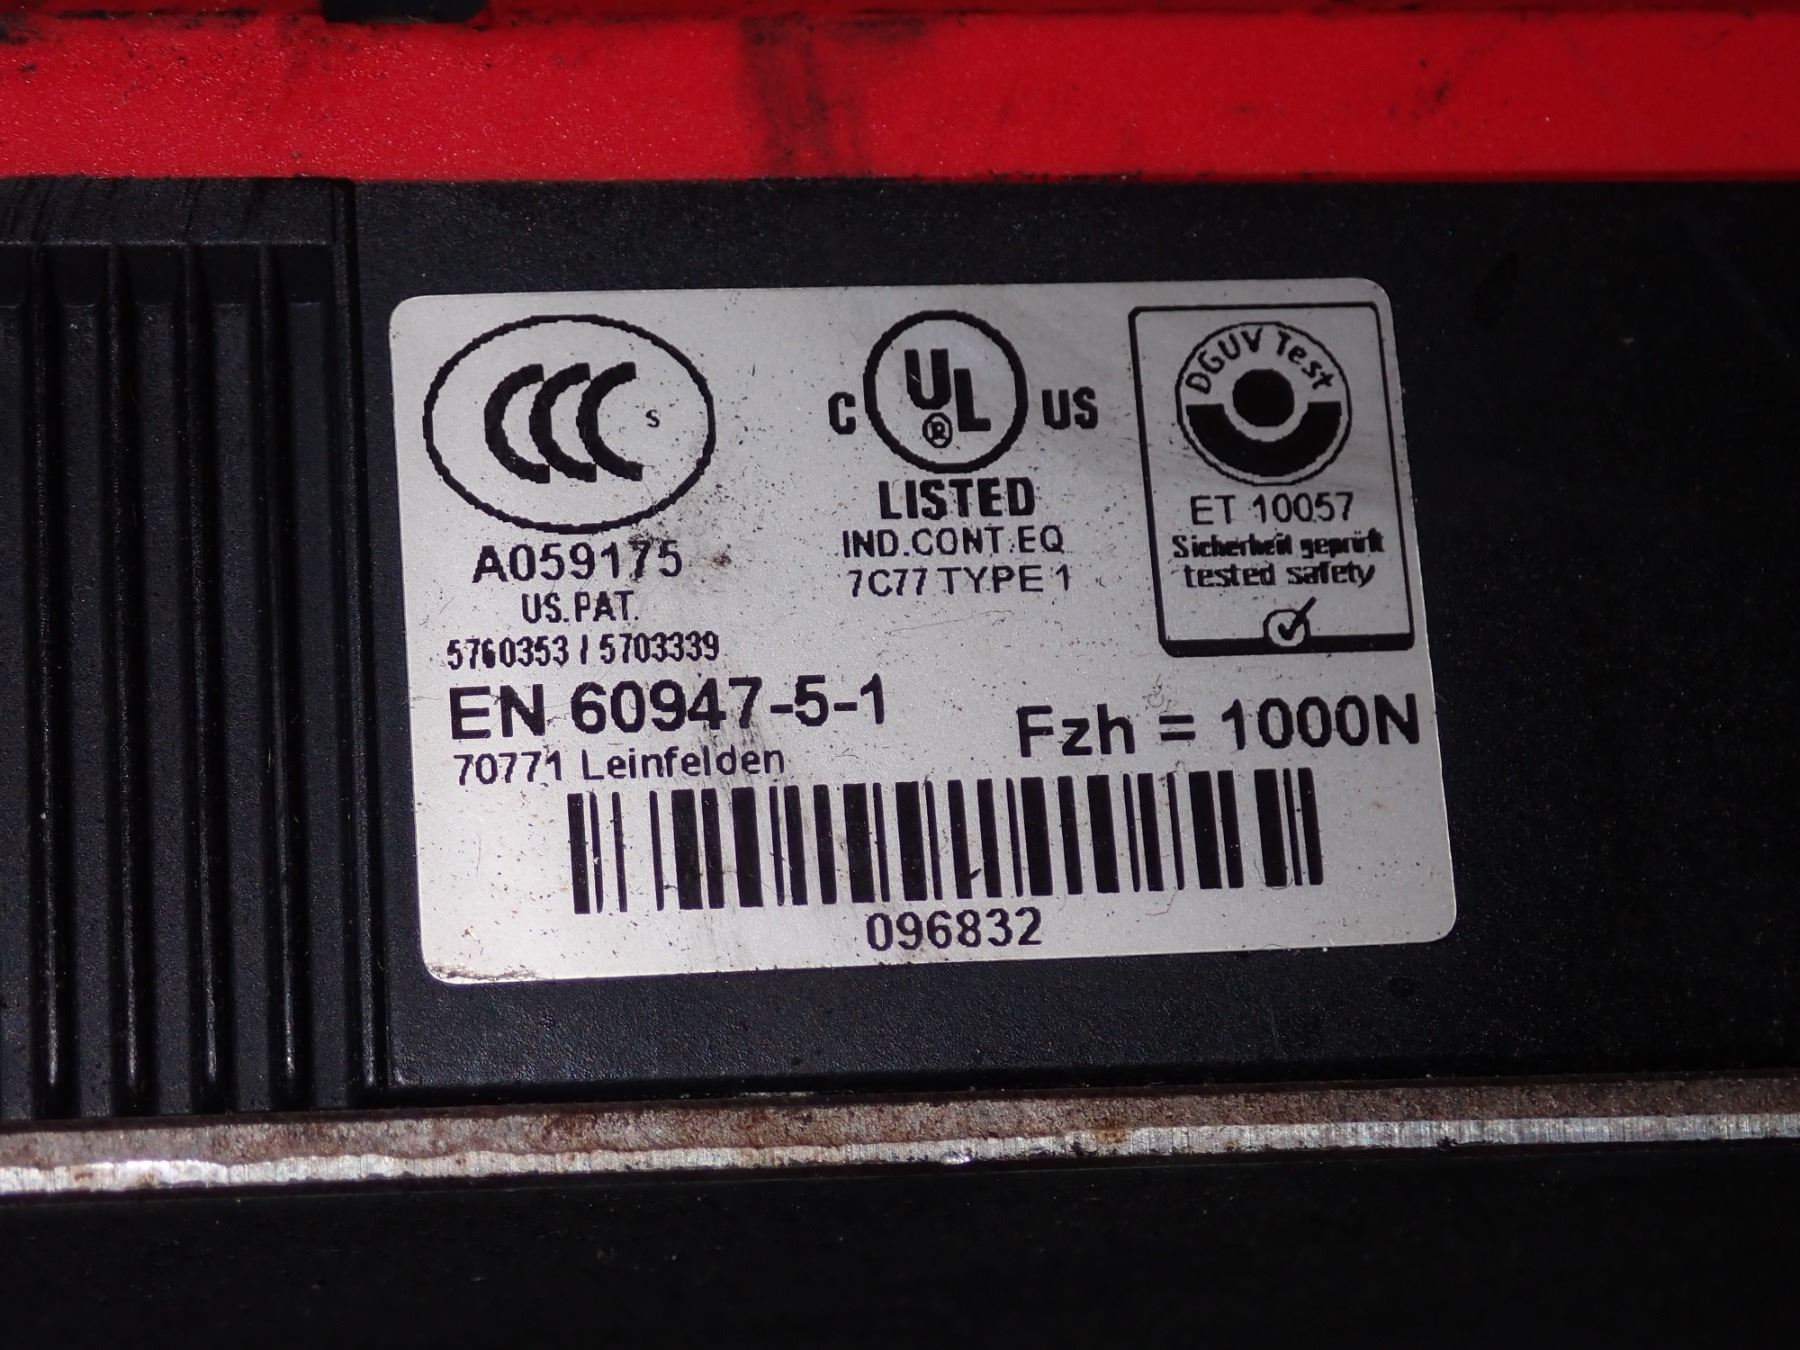 CCC S
A059175
US.PAT.
5760353 / 5703339
C UL ® US
LISTED
IND.CONT.EQ
7C77 TYPE 1
DGUV Test
ET 10057
Sicherheit geprüft
tested safety
EN 60947-5-1
70771 Leinfelden
Fzh = 1000N
096832